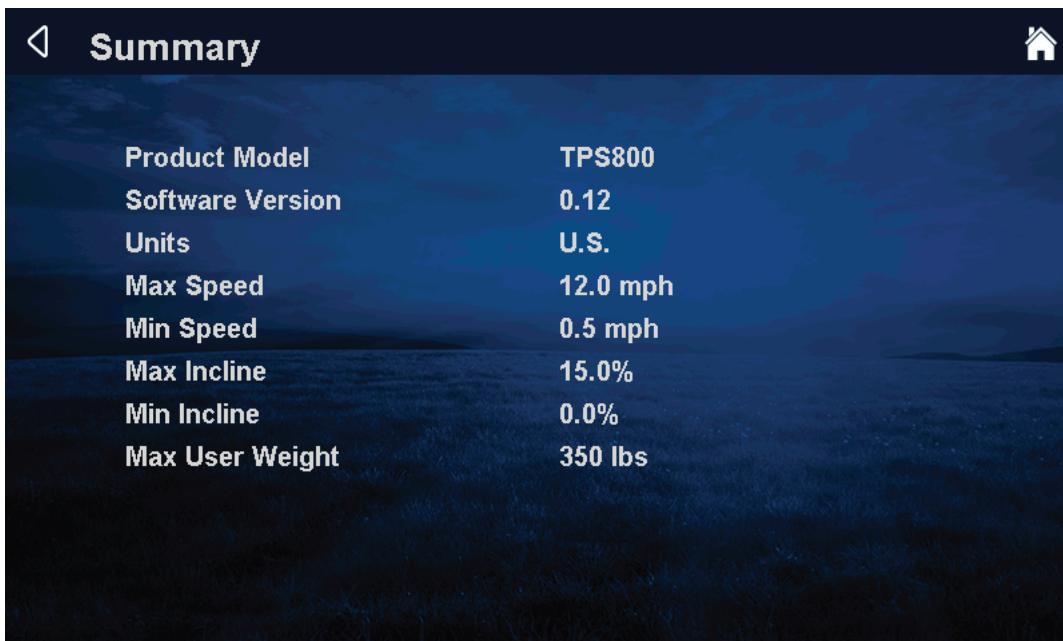 Summary
Product Model TPS800
Software Version 0.12
Units U.S.
Max Speed 12.0 mph
Min Speed 0.5 mph
Max Incline 15.0%
Min Incline 0.0%
Max User Weight 350 lbs